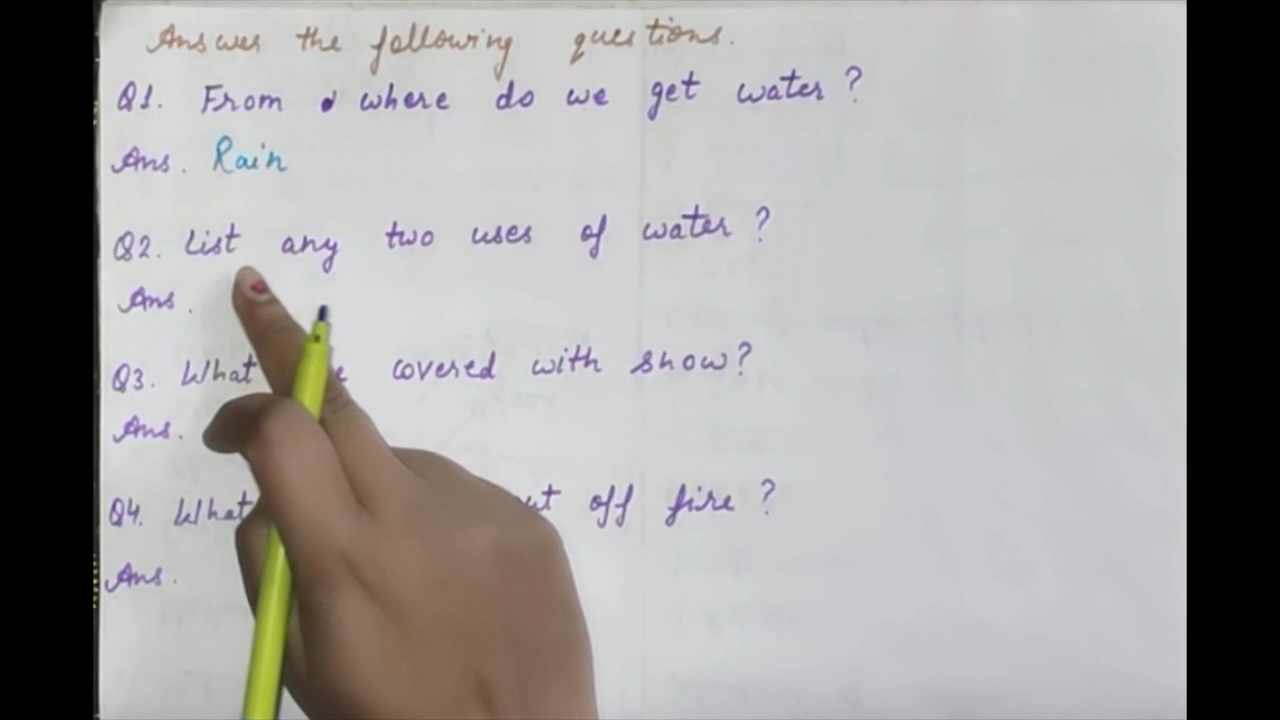 Answer the following questions.
Q1. From where do we get water?
Ans. Rain
Q2. List any two uses of water?
Ans.
Q3. What covered with snow?
Ans.
Q4. What off fire?
Ans.